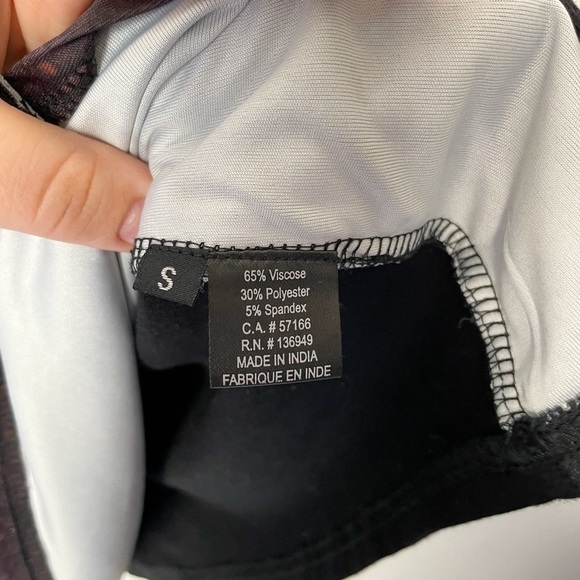 S
65% Viscose
30% Polyester
5% Spandex
C.A. # 57166
R.N. # 136949
MADE IN INDIA
FABRIQUE EN INDE